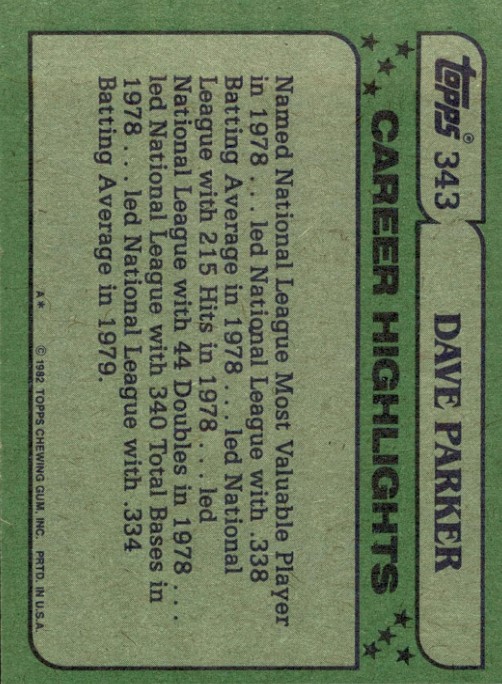 topps® 343 DAVE PARKER
CAREER HIGHLIGHTS
Named National League Most Valuable Player
in 1978 . . . led National League with .338
Batting Average in 1978 . . . led National
League with 215 Hits in 1978 . . . led
National League with 44 Doubles in 1978 . . .
led National League with 340 Total Bases in
1978 . . . led National League with .334
Batting Average in 1979.
A* © 1982 TOPPS CHEWING GUM, INC. PRTD. IN U.S.A.